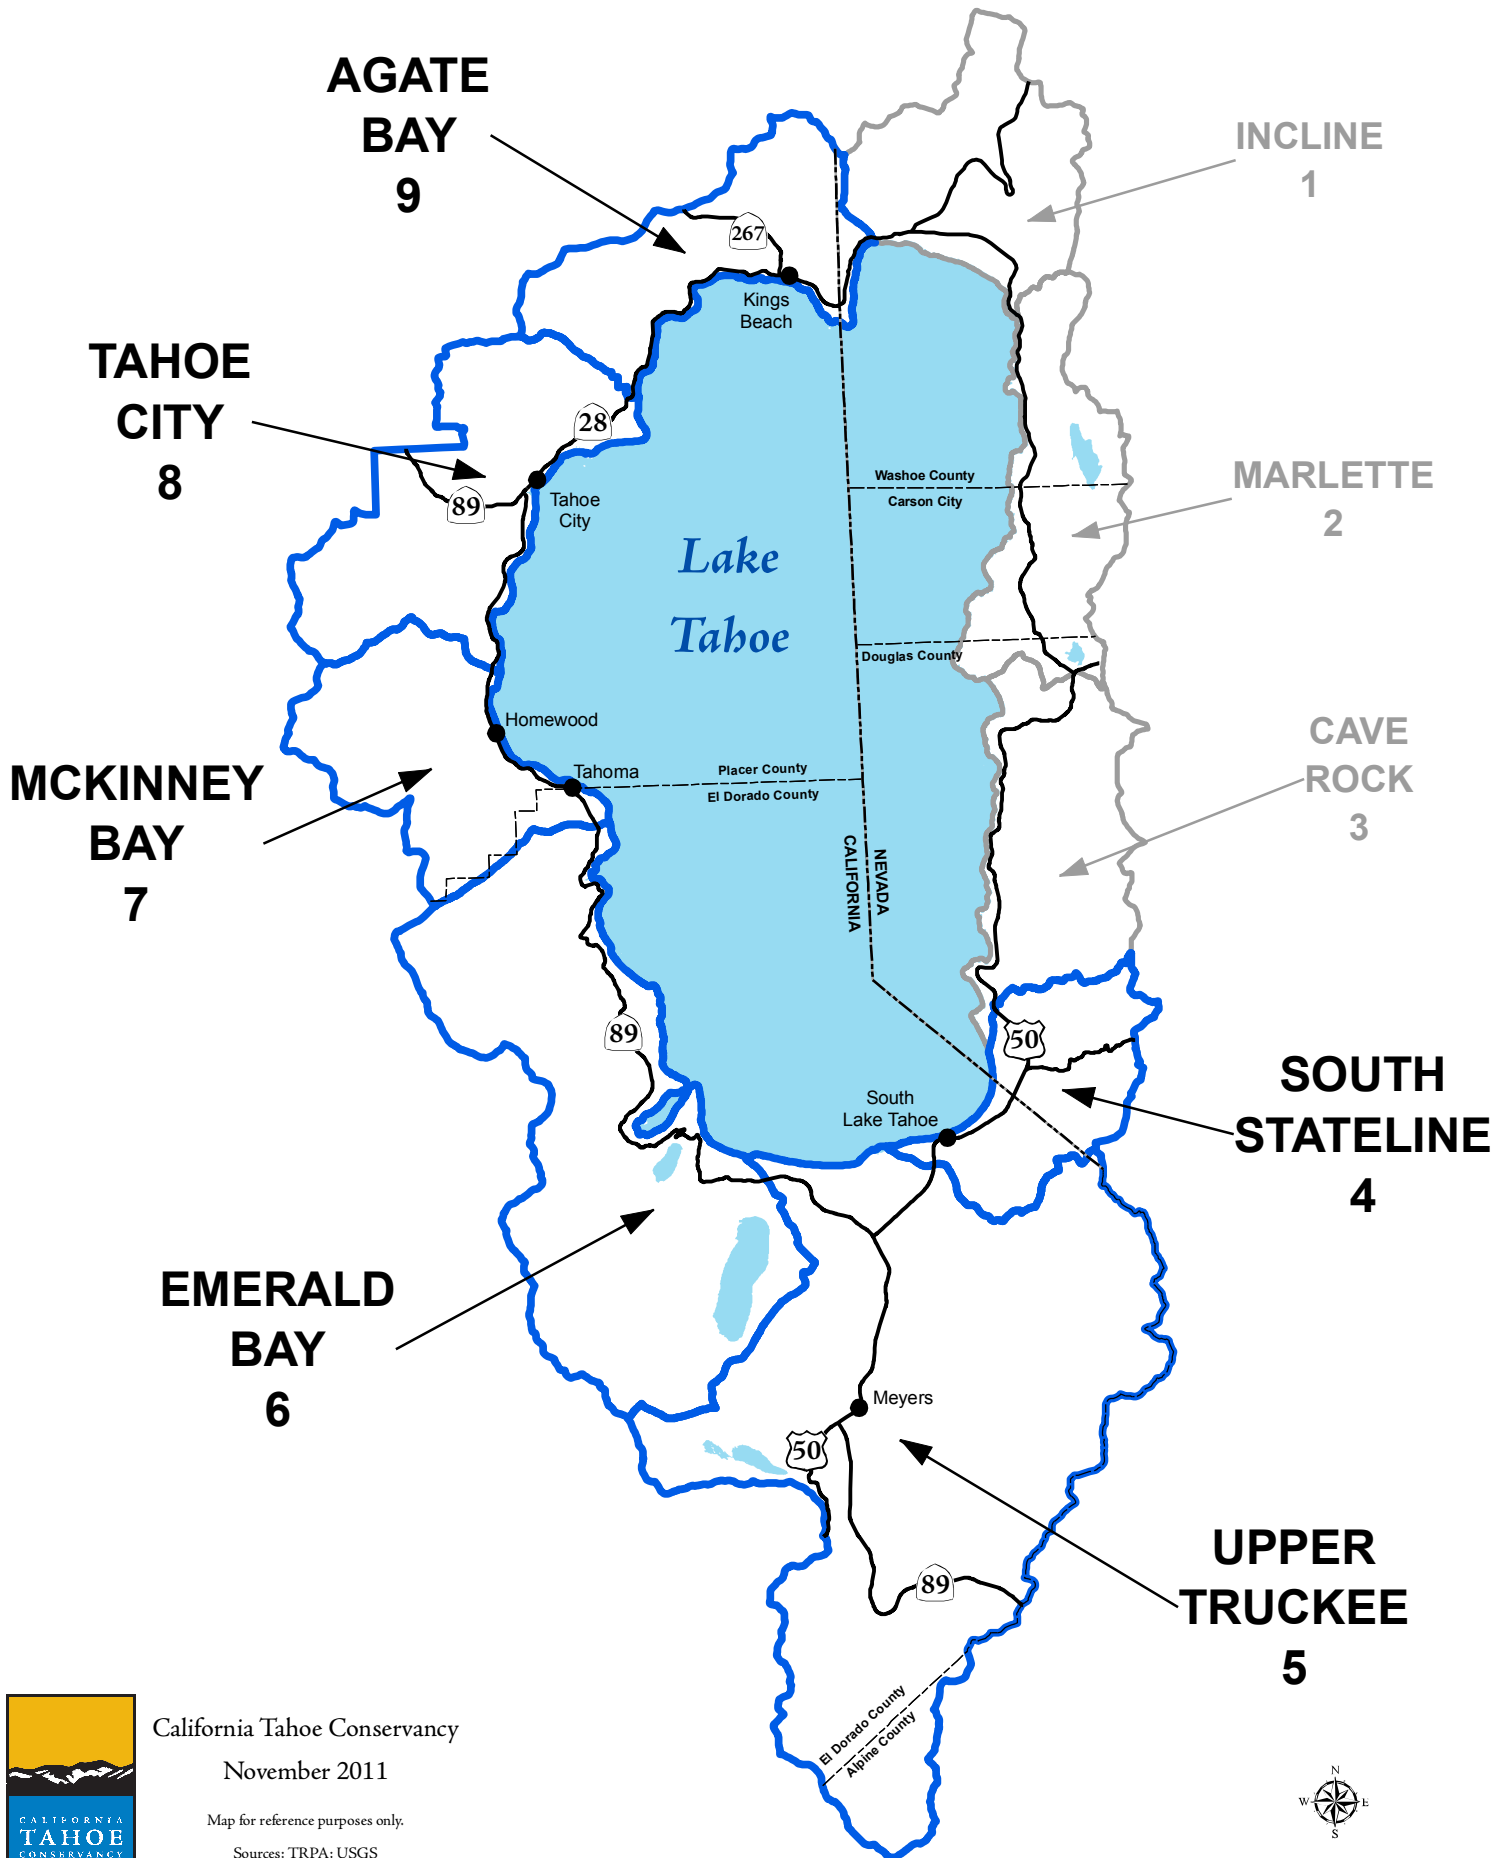 AGATE
BAY
9
INCLINE
1
267
Kings
Beach
TAHOE
CITY
8
28
89
Tahoe
City
Washoe County
Carson City
MARLETTE
2
Lake
Tahoe
Douglas County
Homewood
CAVE
ROCK
3
MCKINNEY
BAY
7
Tahoma
Placer County
El Dorado County
CALIFORNIA
NEVADA
89
50
South
Lake Tahoe
SOUTH
STATELINE
4
EMERALD
BAY
6
Meyers
50
UPPER
TRUCKEE
5
89
El Dorado County
Alpine County
California Tahoe Conservancy
November 2011
Map for reference purposes only.
Sources: TRPA; USGS
CALIFORNIA
TAHOE
CONSERVANCY
N
W
E
S